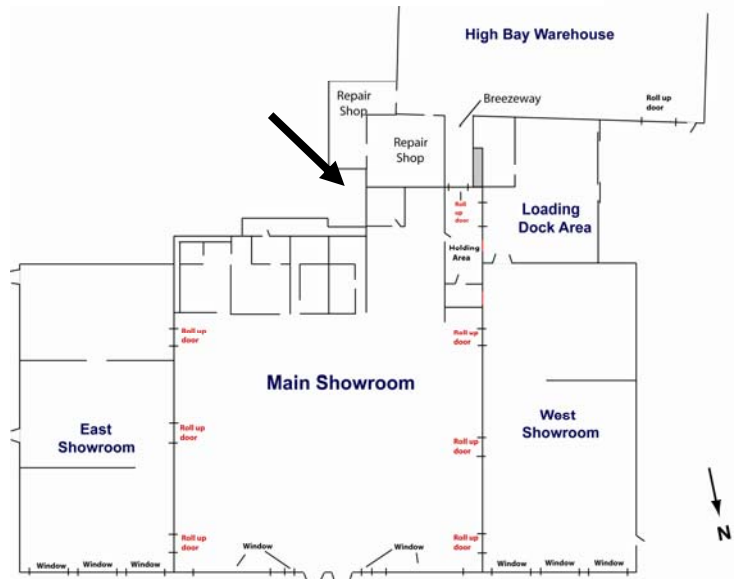 High Bay Warehouse
Repair
Shop
Breezeway
Roll up
door
Repair
Shop
Roll
up
door
Loading
Dock Area
Holding
Area
Roll up
door
Roll up
door
Main Showroom
East
Showroom
Roll up
door
Roll up
door
West
Showroom
N
Roll up
door
Window
Window
Roll up
door
Window
Window
Window
Window
Window
Window